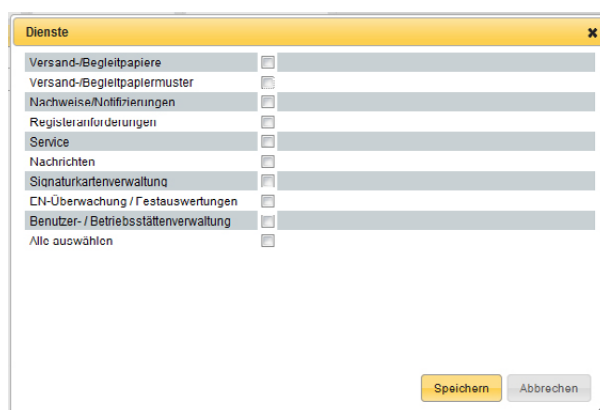 Dienste
Versand-/Begleitpapiere
Versand-/Begleitpapiermuster
Nachweise/Notifizierungen
Registeranforderungen
Service
Nachrichten
Signaturkartenverwaltung
EN-Überwachung / Festauswertungen
Benutzer- / Betriebsstättenverwaltung
Alle auswählen
Speichern Abbrechen